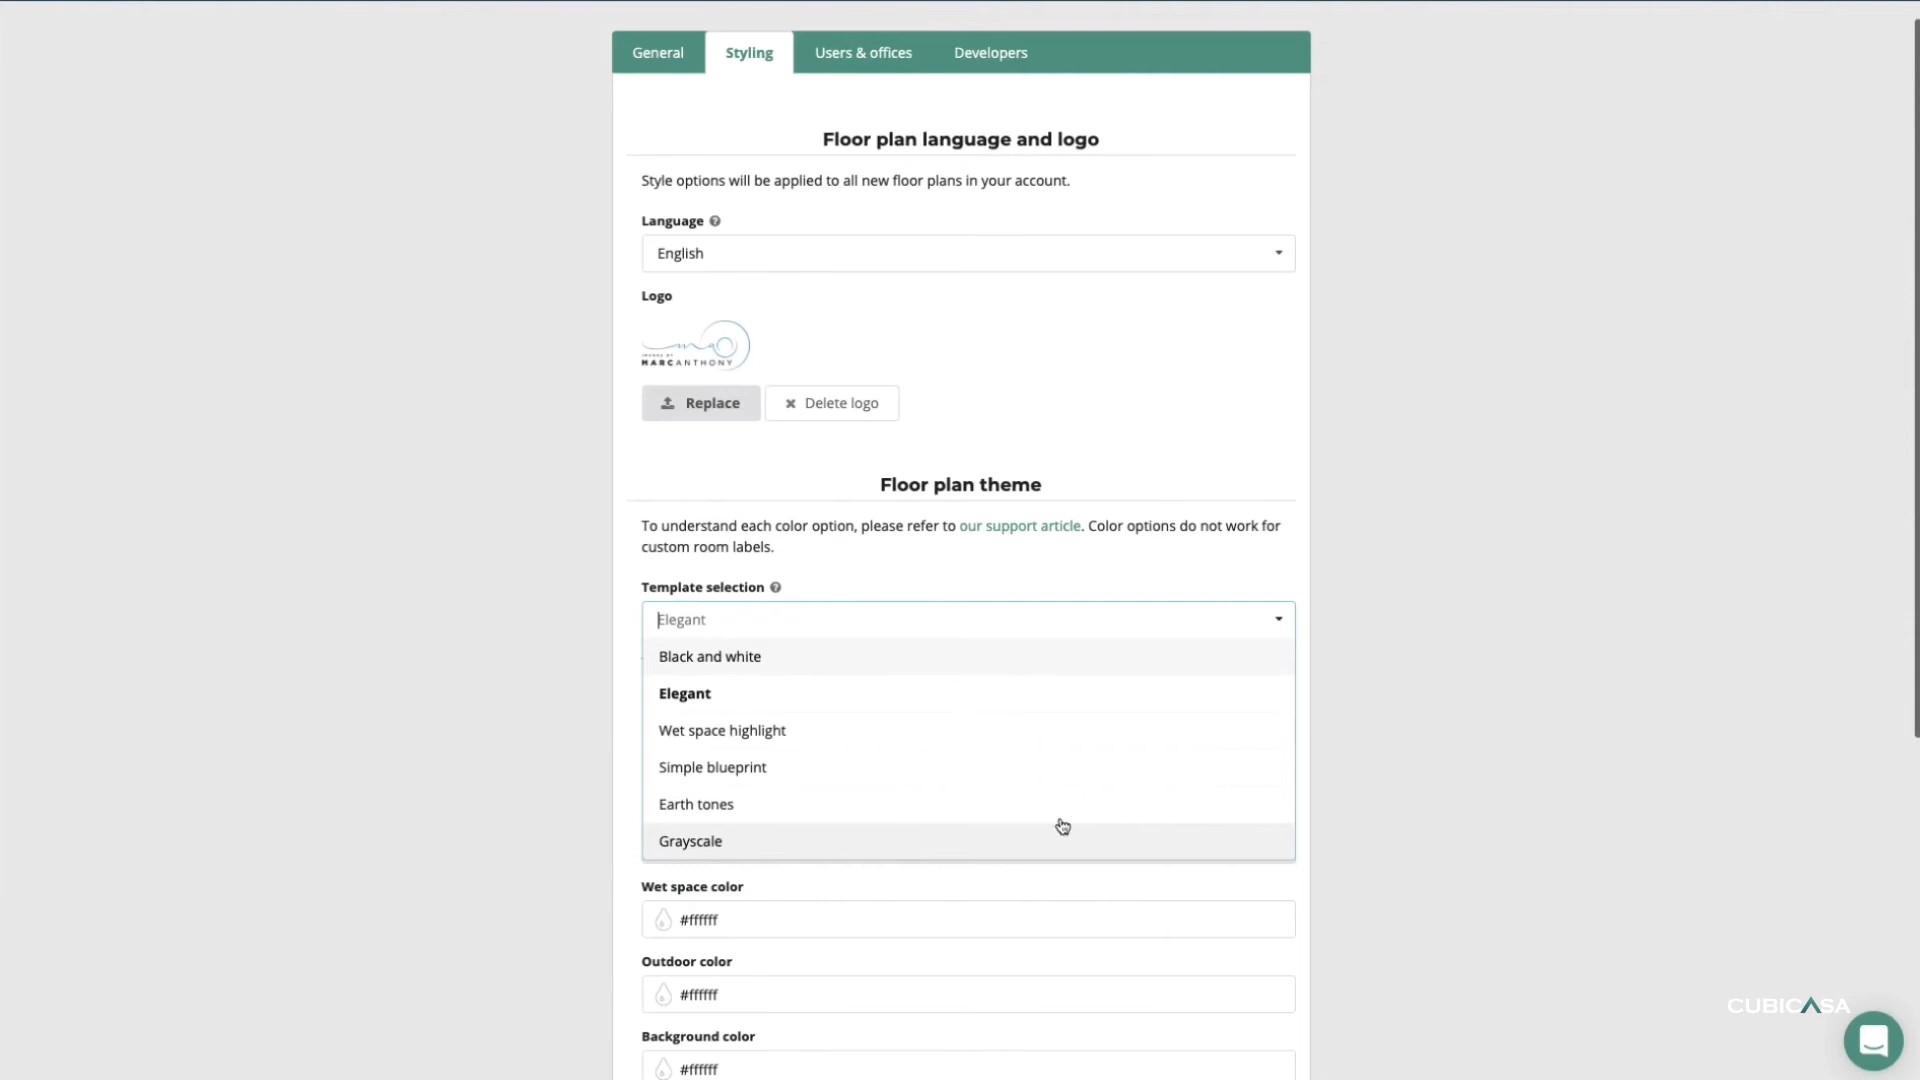 General
Styling
Users & offices
Developers
Floor plan language and logo
Style options will be applied to all new floor plans in your account.
Language
English
Logo
IMAGES BY
MARCANTHONY
Replace
Delete logo
Floor plan theme
To understand each color option, please refer to our support article. Color options do not work for
custom room labels.
Template selection
Elegant
Black and white
Elegant
Wet space highlight
Simple blueprint
Earth tones
Grayscale
Wet space color
#ffffff
Outdoor color
#ffffff
Background color
#ffffff
CUBICASA